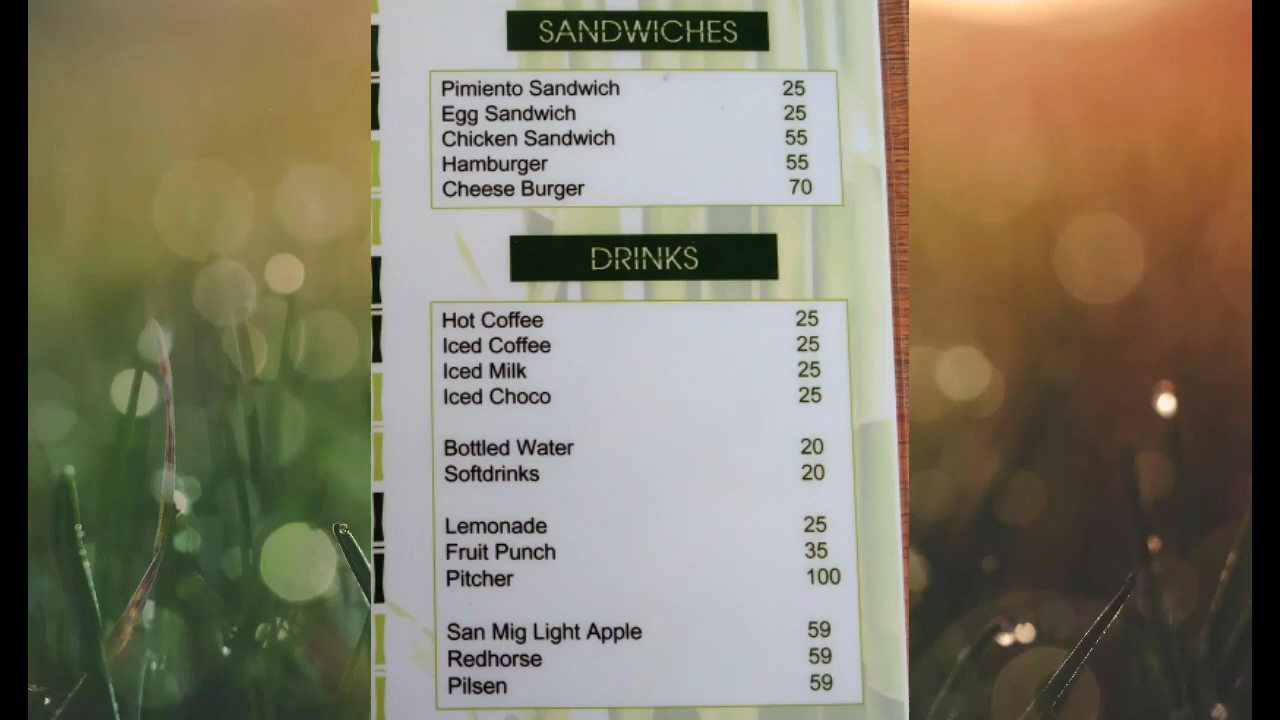 SANDWICHES
Pimiento Sandwich 25
Egg Sandwich 25
Chicken Sandwich 55
Hamburger 55
Cheese Burger 70
DRINKS
Hot Coffee 25
Iced Coffee 25
Iced Milk 25
Iced Choco 25
Bottled Water 20
Softdrinks 20
Lemonade 25
Fruit Punch 35
Pitcher 100
San Mig Light Apple 59
Redhorse 59
Pilsen 59